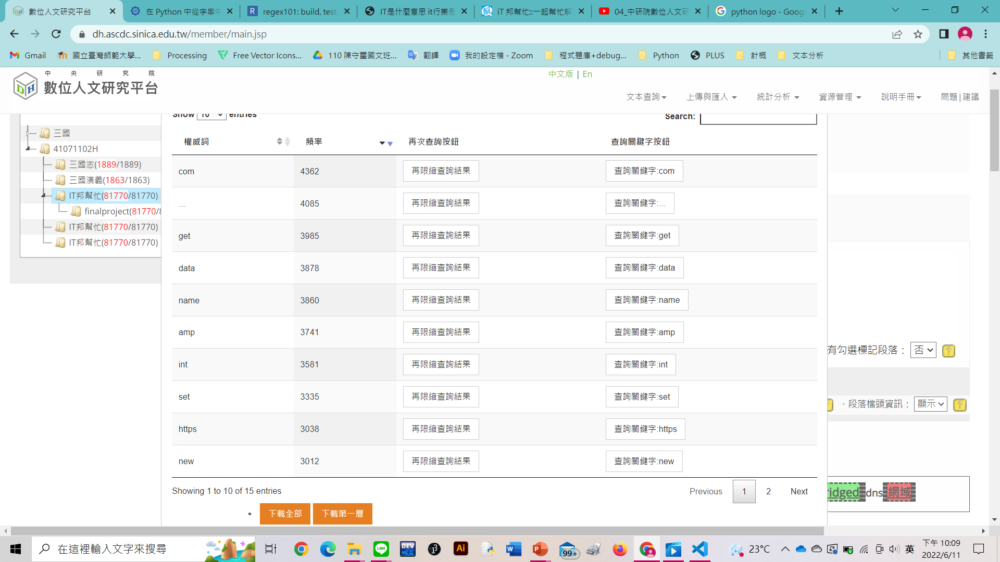 數位人文研究平台
在 Python 中從字串中
regex101: build, test,
IT是什麼意思 it行業是
iT 邦幫忙::一起幫忙解
04_中研院數位人文研
python logo - Goog
dh.ascdc.sinica.edu.tw/member/main.jsp
Gmail
國立臺灣師範大學...
Processing
Free Vector Icons...
110 陳守璽國文班...
翻譯
我的設定檔 - Zoom
程式題庫+debug...
Python
PLUS
計概
文本分析
其他書籤
中央研究院
數位人文研究平台
中文版 | En
文本查詢
上傳與匯入
統計分析
資源管理
說明手冊
問題|建議
三國
41071102H
三國志(1889/1889)
三國演義(1863/1863)
IT邦幫忙(81770/81770)
finalproject(81770/8
IT邦幫忙(81770/81770)
IT邦幫忙(81770/81770)
Show 10 entries
Search:
權威詞 頻率 再次查詢按鈕 查詢關鍵字按鈕
com 4362 再限縮查詢結果 查詢關鍵字:com
... 4085 再限縮查詢結果 查詢關鍵字:...
get 3985 再限縮查詢結果 查詢關鍵字:get
data 3878 再限縮查詢結果 查詢關鍵字:data
name 3860 再限縮查詢結果 查詢關鍵字:name
amp 3741 再限縮查詢結果 查詢關鍵字:amp
int 3581 再限縮查詢結果 查詢關鍵字:int
set 3335 再限縮查詢結果 查詢關鍵字:set
https 3038 再限縮查詢結果 查詢關鍵字:https
new 3012 再限縮查詢結果 查詢關鍵字:new
Showing 1 to 10 of 15 entries
Previous 1 2 Next
下載全部 下載第一層
有勾選標記段落： 否
、段落檔頭資訊： 顯示
ridged dns 網域
在這裡輸入文字來搜尋
LINE
DEV C++
Ai
99+
23°C
英
下午 10:09
2022/6/11